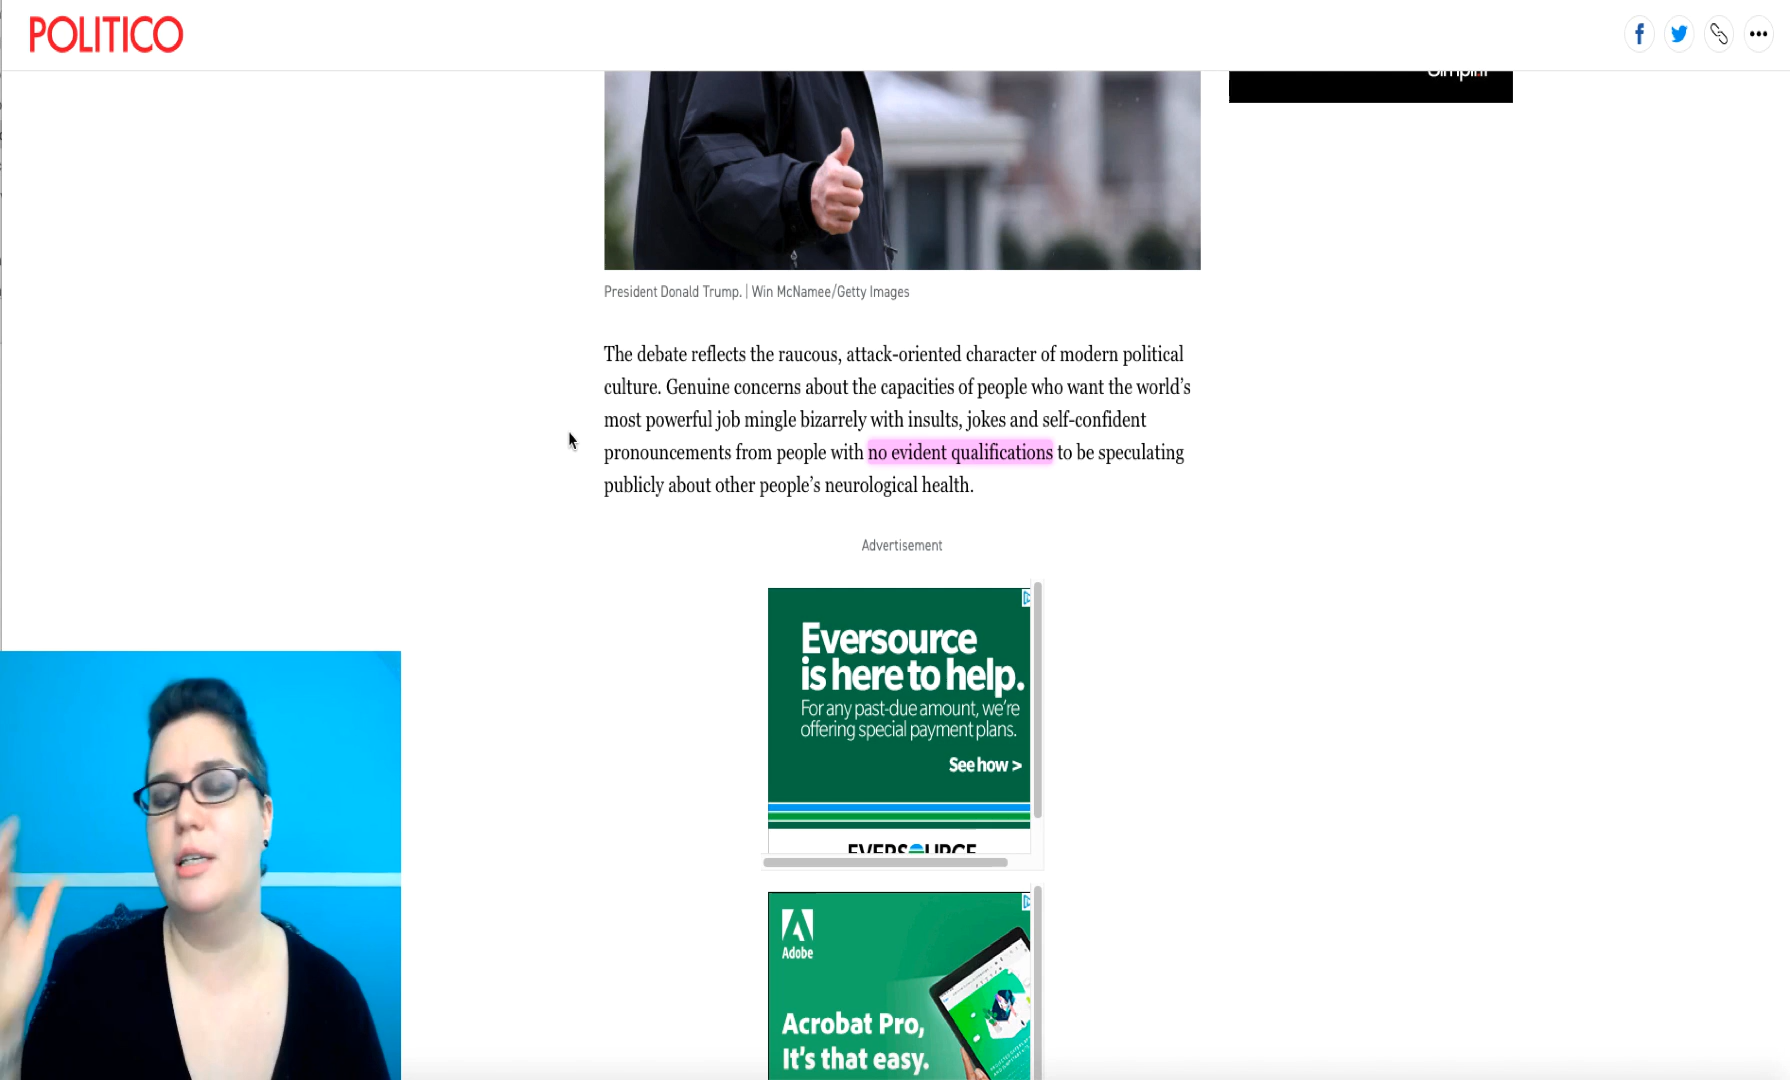 POLITICO
President Donald Trump. | Win McNamee/Getty Images
The debate reflects the raucous, attack-oriented character of modern political
culture. Genuine concerns about the capacities of people who want the world’s
most powerful job mingle bizarrely with insults, jokes and self-confident
pronouncements from people with no evident qualifications to be speculating
publicly about other people’s neurological health.
Advertisement
Eversource
is here to help.
For any past-due amount, we’re
offering special payment plans.
See how >
EVERSOURCE
Adobe
Acrobat Pro,
It’s that easy.